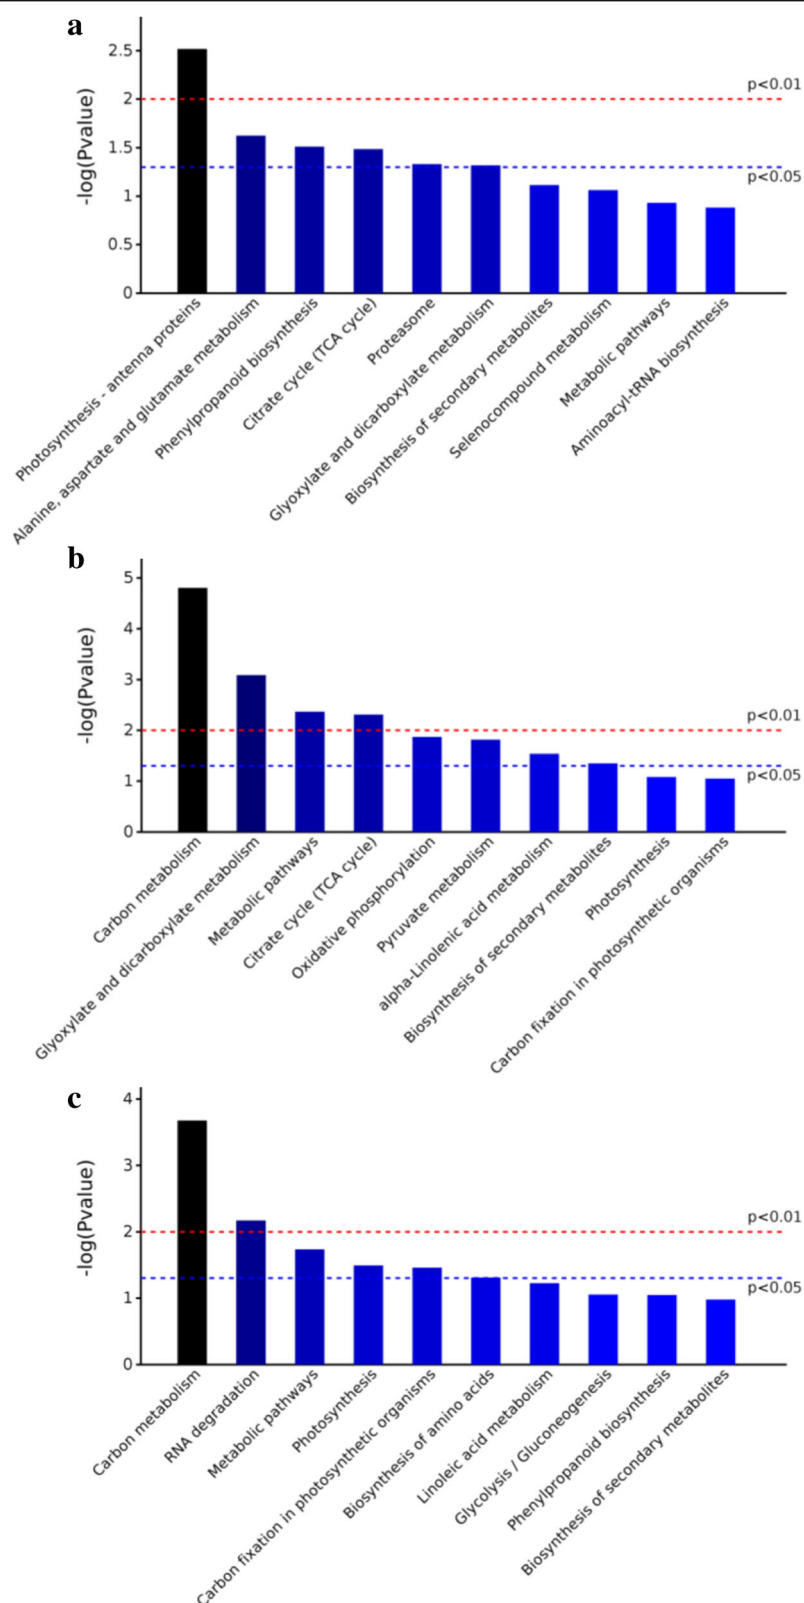 a
-log(Pvalue)
2.5
2
1.5
1
0.5
0
p<0.01
p<0.05
Photosynthesis - antenna proteins
Alanine, aspartate and glutamate metabolism
Phenylpropanoid biosynthesis
Citrate cycle (TCA cycle)
Proteasome
Glyoxylate and dicarboxylate metabolism
Biosynthesis of secondary metabolites
Selenocompound metabolism
Metabolic pathways
Aminoacyl-tRNA biosynthesis
b
-log(Pvalue)
5
4
3
2
1
0
p<0.01
p<0.05
Carbon metabolism
Glyoxylate and dicarboxylate metabolism
Metabolic pathways
Citrate cycle (TCA cycle)
Oxidative phosphorylation
Pyruvate metabolism
alpha-Linolenic acid metabolism
Biosynthesis of secondary metabolites
Photosynthesis
Carbon fixation in photosynthetic organisms
c
-log(Pvalue)
4
3
2
1
0
p<0.01
p<0.05
Carbon metabolism
RNA degradation
Metabolic pathways
Photosynthesis
Carbon fixation in photosynthetic organisms
Biosynthesis of amino acids
Linoleic acid metabolism
Glycolysis / Gluconeogenesis
Phenylpropanoid biosynthesis
Biosynthesis of secondary metabolites